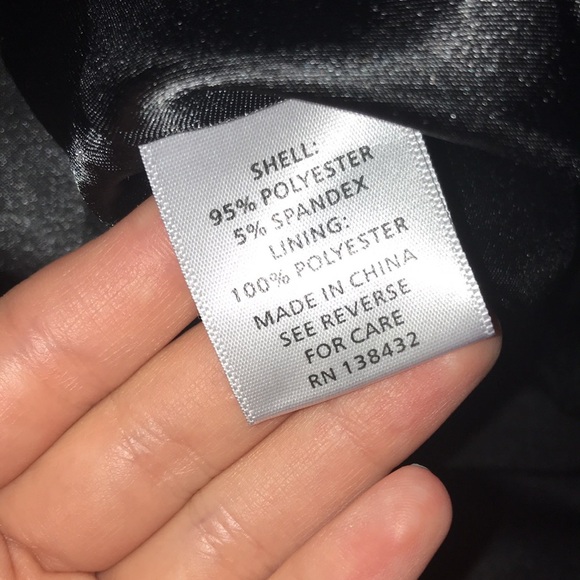 SHELL:
95% POLYESTER
5% SPANDEX
LINING:
100% POLYESTER
MADE IN CHINA
SEE REVERSE
FOR CARE
RN 138432